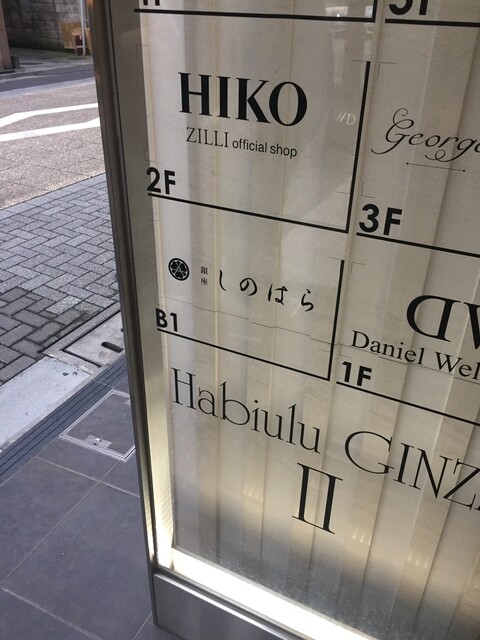 HIKO
ZILLI official shop
2F
George
3F
銀座
しのはら
B1
DW
Daniel Wel
1F
Habiulu GINZ
II